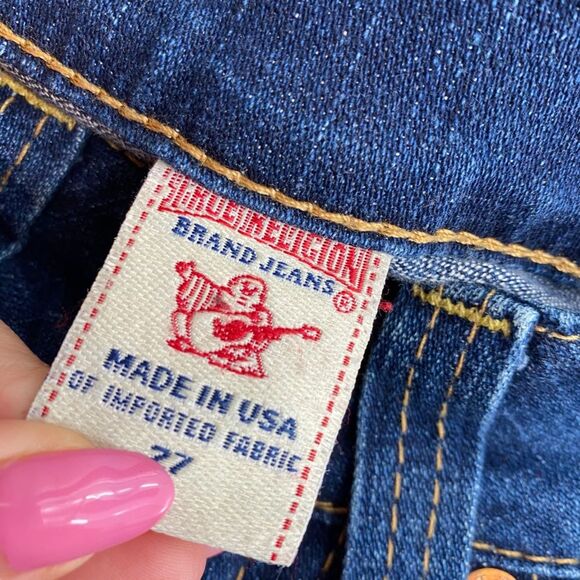 TRUE RELIGION
BRAND JEANS
®
MADE IN USA
OF IMPORTED FABRIC
27